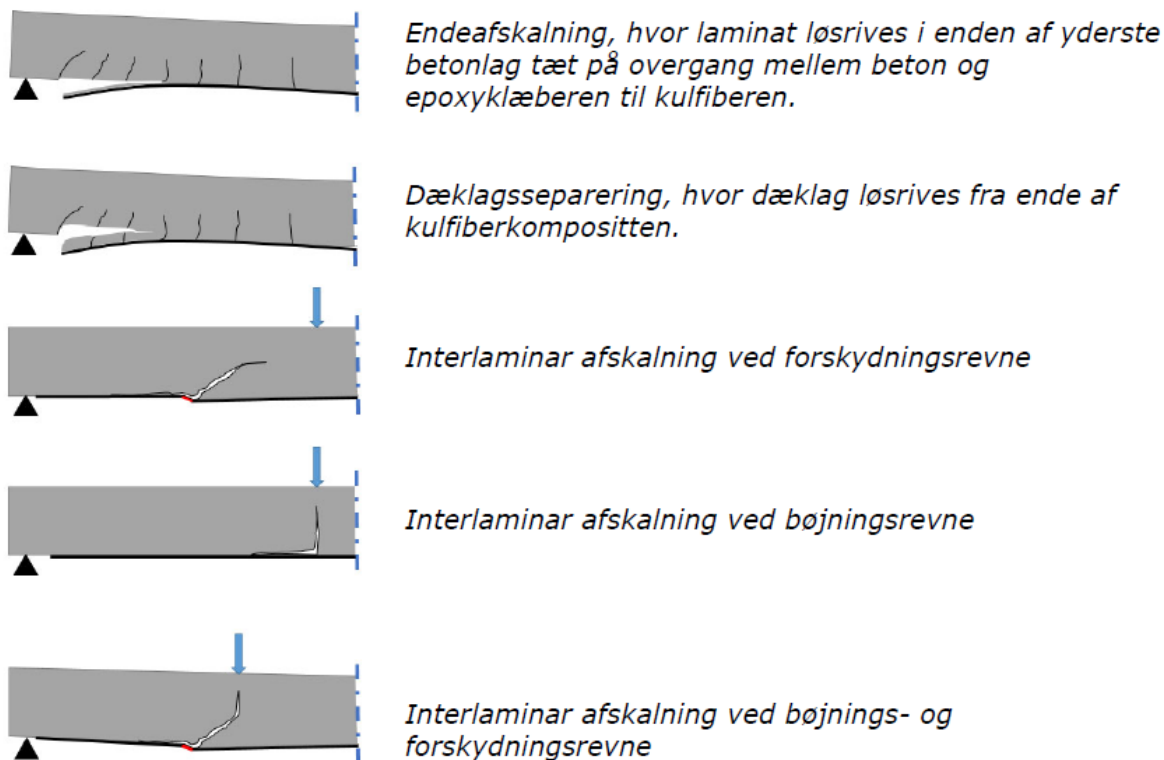 Endeafskalning, hvor laminat løsrives i enden af yderste
betonlag tæt på overgang mellem beton og
epoxyklæberen til kulfiberen.
Dæklagsseparering, hvor dæklag løsrives fra ende af
kulfiberkompositten.
Interlaminar afskalning ved forskydningsrevne
Interlaminar afskalning ved bøjningsrevne
Interlaminar afskalning ved bøjnings- og
forskydningsrevne